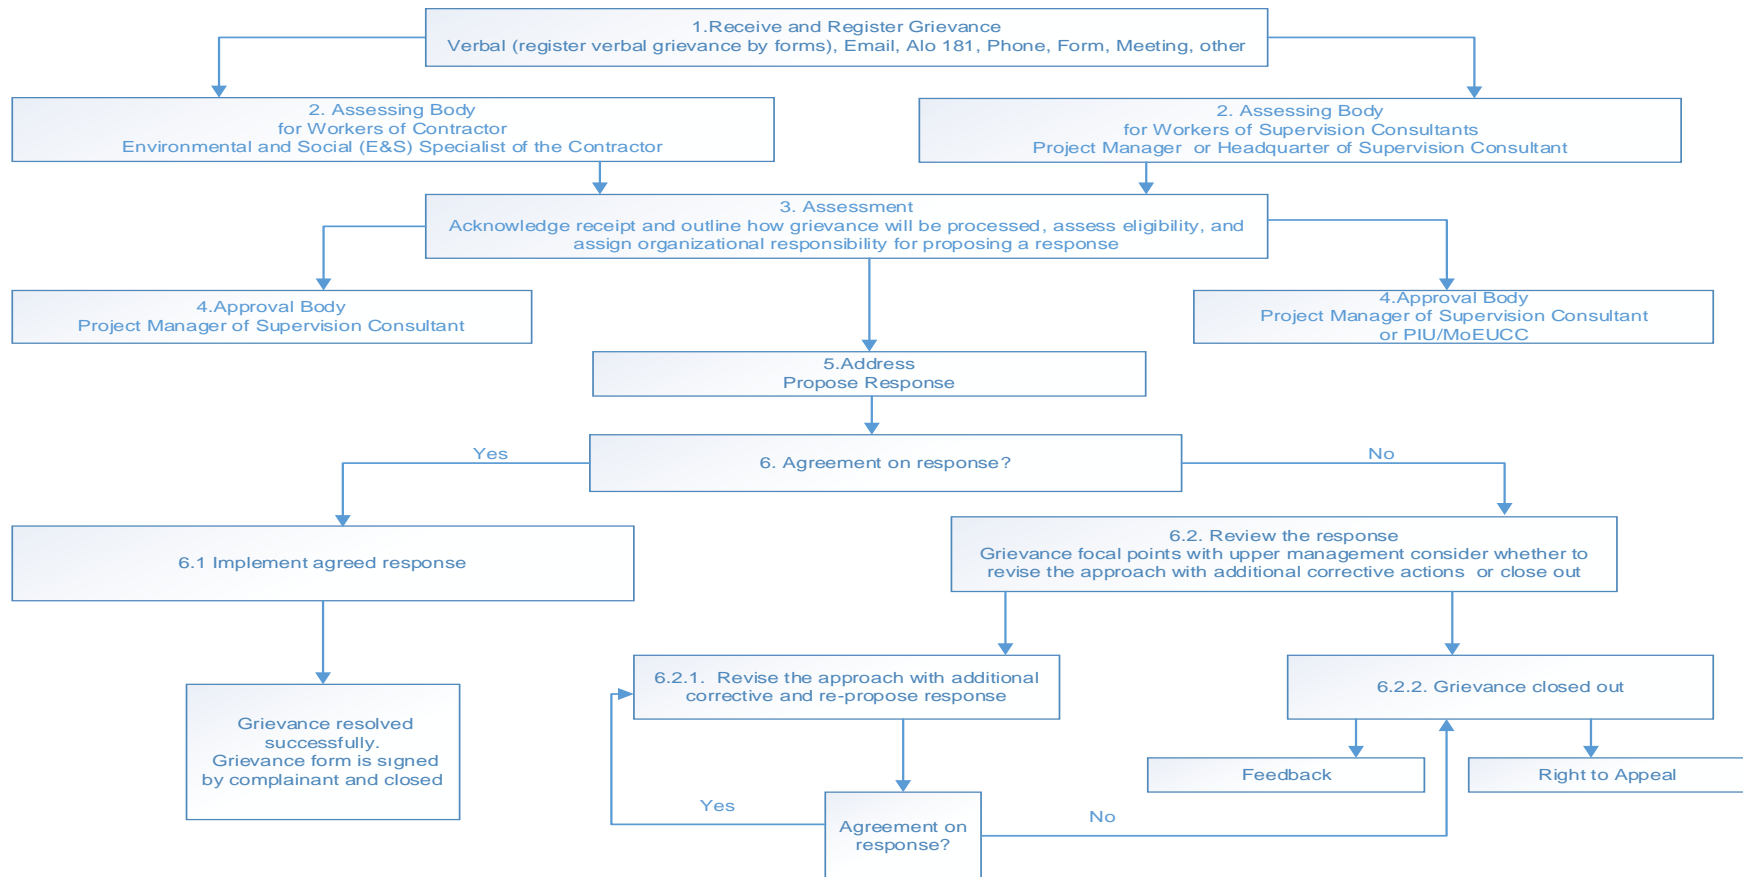 1.Receive and Register Grievance
Verbal (register verbal grievance by forms), Email, Alo 181, Phone, Form, Meeting, other
2. Assessing Body
for Workers of Contractor
Environmental and Social (E&S) Specialist of the Contractor
2. Assessing Body
for Workers of Supervision Consultants
Project Manager or Headquarter of Supervision Consultant
3. Assessment
Acknowledge receipt and outline how grievance will be processed, assess eligibility, and
assign organizational responsibility for proposing a response
4.Approval Body
Project Manager of Supervision Consultant
4.Approval Body
Project Manager of Supervision Consultant
or PIU/MoEUCC
5.Address
Propose Response
6. Agreement on response?
Yes
No
6.1 Implement agreed response
6.2. Review the response
Grievance focal points with upper management consider whether to
revise the approach with additional corrective actions or close out
Grievance resolved
successfully.
Grievance form is signed
by complainant and closed
6.2.1. Revise the approach with additional
corrective and re-propose response
6.2.2. Grievance closed out
Feedback
Right to Appeal
Yes
Agreement on
response?
No